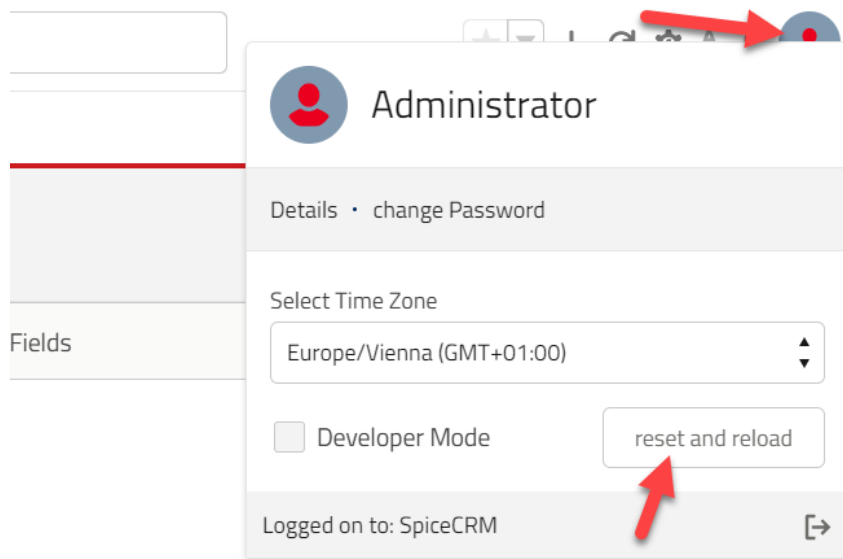 Administrator
Details · change Password
Select Time Zone
Fields
Europe/Vienna (GMT+01:00)
Developer Mode
reset and reload
Logged on to: SpiceCRM